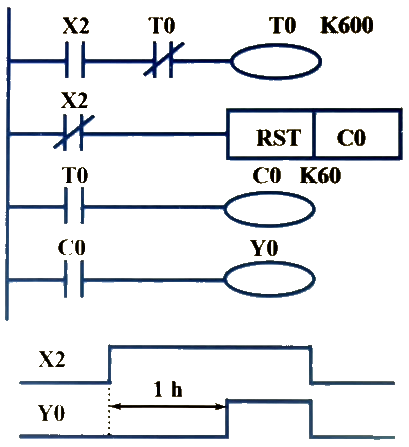 X2 T0 T0 K600
X2
RST C0
T0 C0 K60
C0 Y0
X2
1 h
Y0